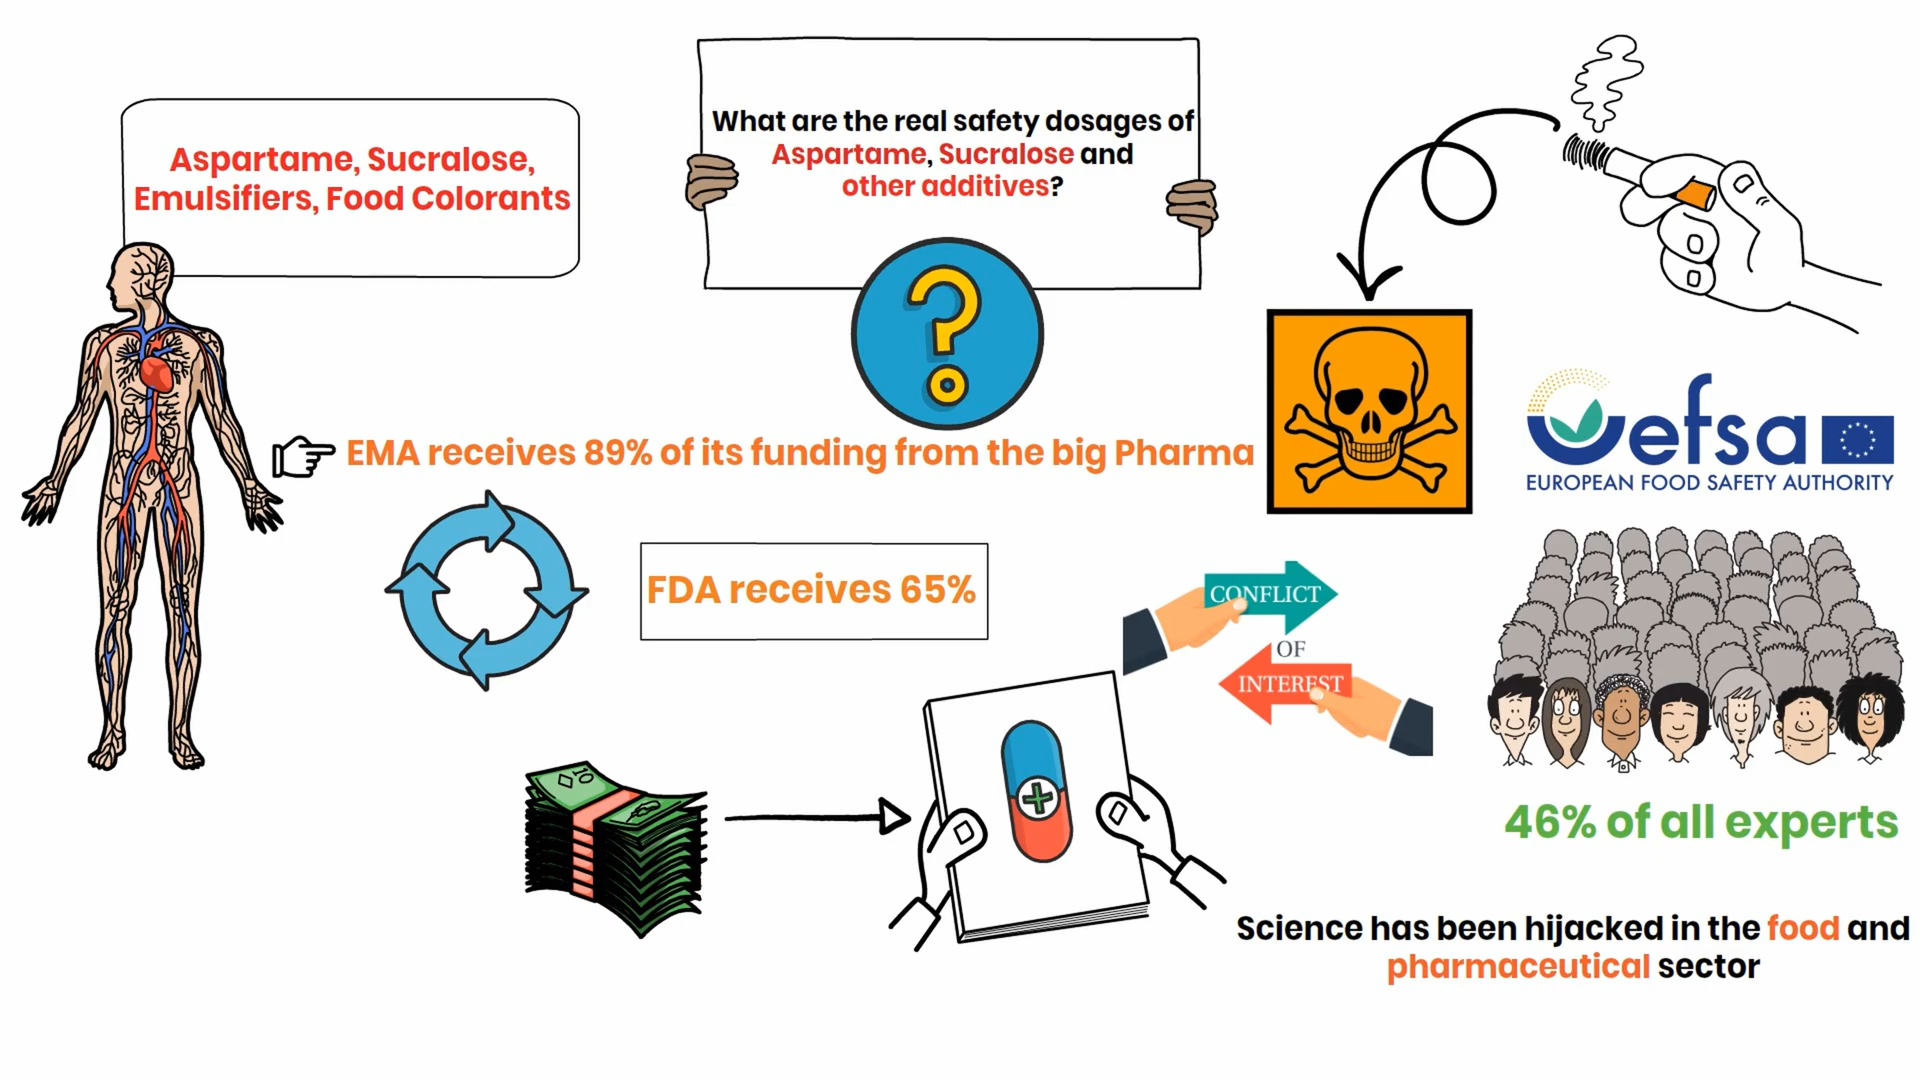 Aspartame, Sucralose,
Emulsifiers, Food Colorants
What are the real safety dosages of
Aspartame, Sucralose and
other additives?
EMA receives 89% of its funding from the big Pharma
efsa
EUROPEAN FOOD SAFETY AUTHORITY
FDA receives 65%
CONFLICT
OF
INTEREST
10
46% of all experts
Science has been hijacked in the food and
pharmaceutical sector